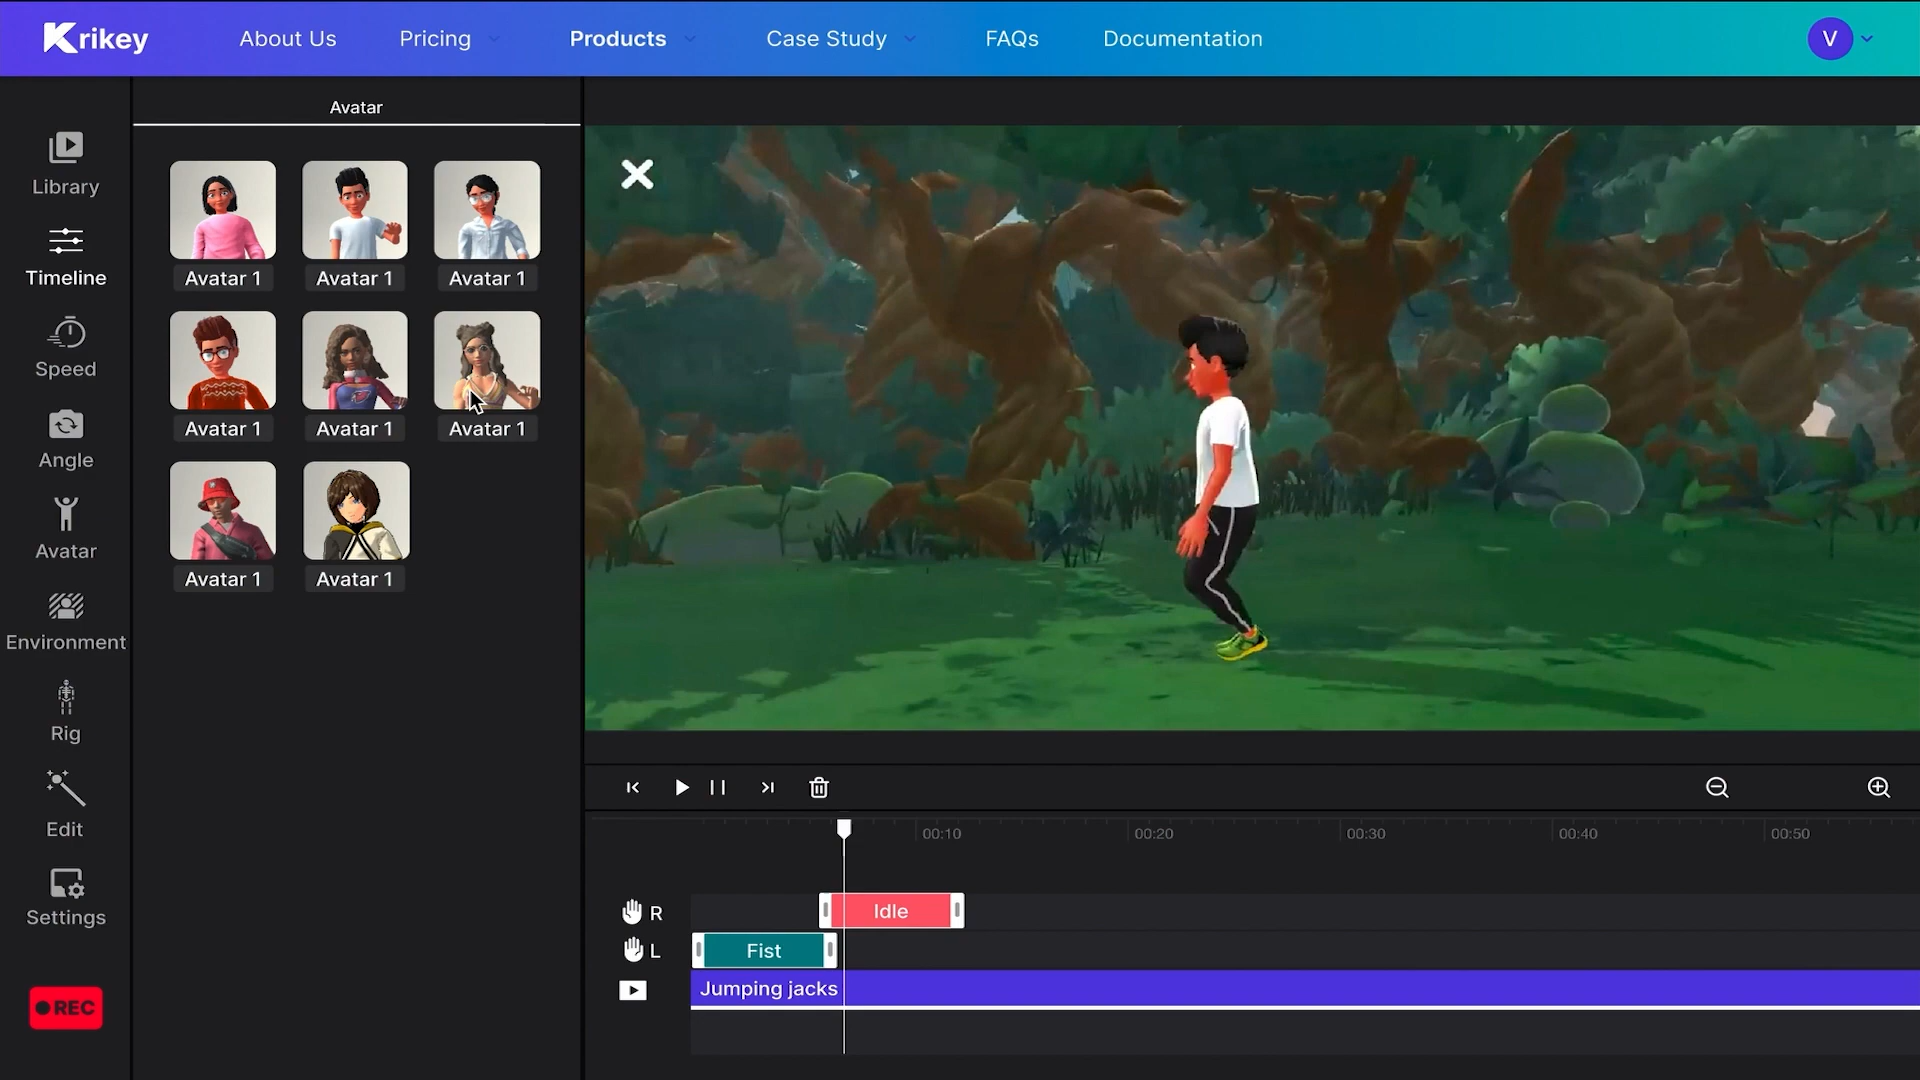 Krikey About Us Pricing Products Case Study FAQs Documentation V
Avatar
Library
Timeline
Speed
Angle
Avatar
Environment
Rig
Edit
Settings
REC
Avatar 1 Avatar 1 Avatar 1
Avatar 1 Avatar 1 Avatar 1
Avatar 1 Avatar 1
00:10 00:20 00:30 00:40 00:50
R Idle
L Fist
Jumping jacks